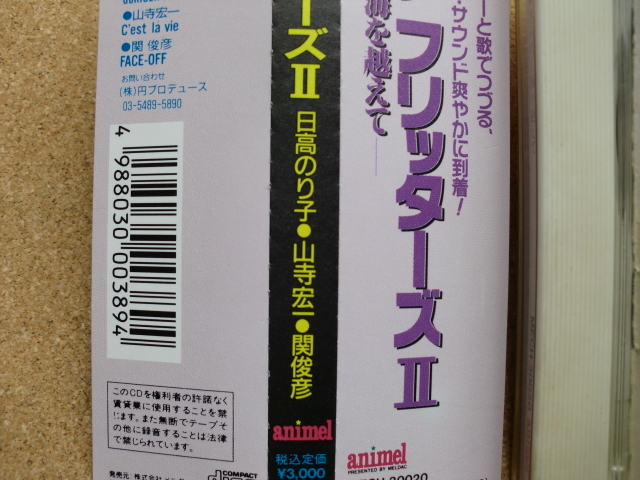 ●山寺宏一
C'est la vie
●関 俊彦
FACE-OFF
お問い合わせ
(株)円プロデュース
03-5489-5890
4 988030 003894
このCDを権利者の許諾なく
賃貸業に使用することを禁
じます。また無断でテープそ
の他に録音することは法律
で禁じられています。
COMPACT
ーズⅡ 日高のり子●山寺宏一●関俊彦
animel
税込定価
¥3,000
ーと歌でつづる、
サウンド爽やかに到着!
フリッターズⅡ
海を越えて
animel
PRESENTED BY MELDAC